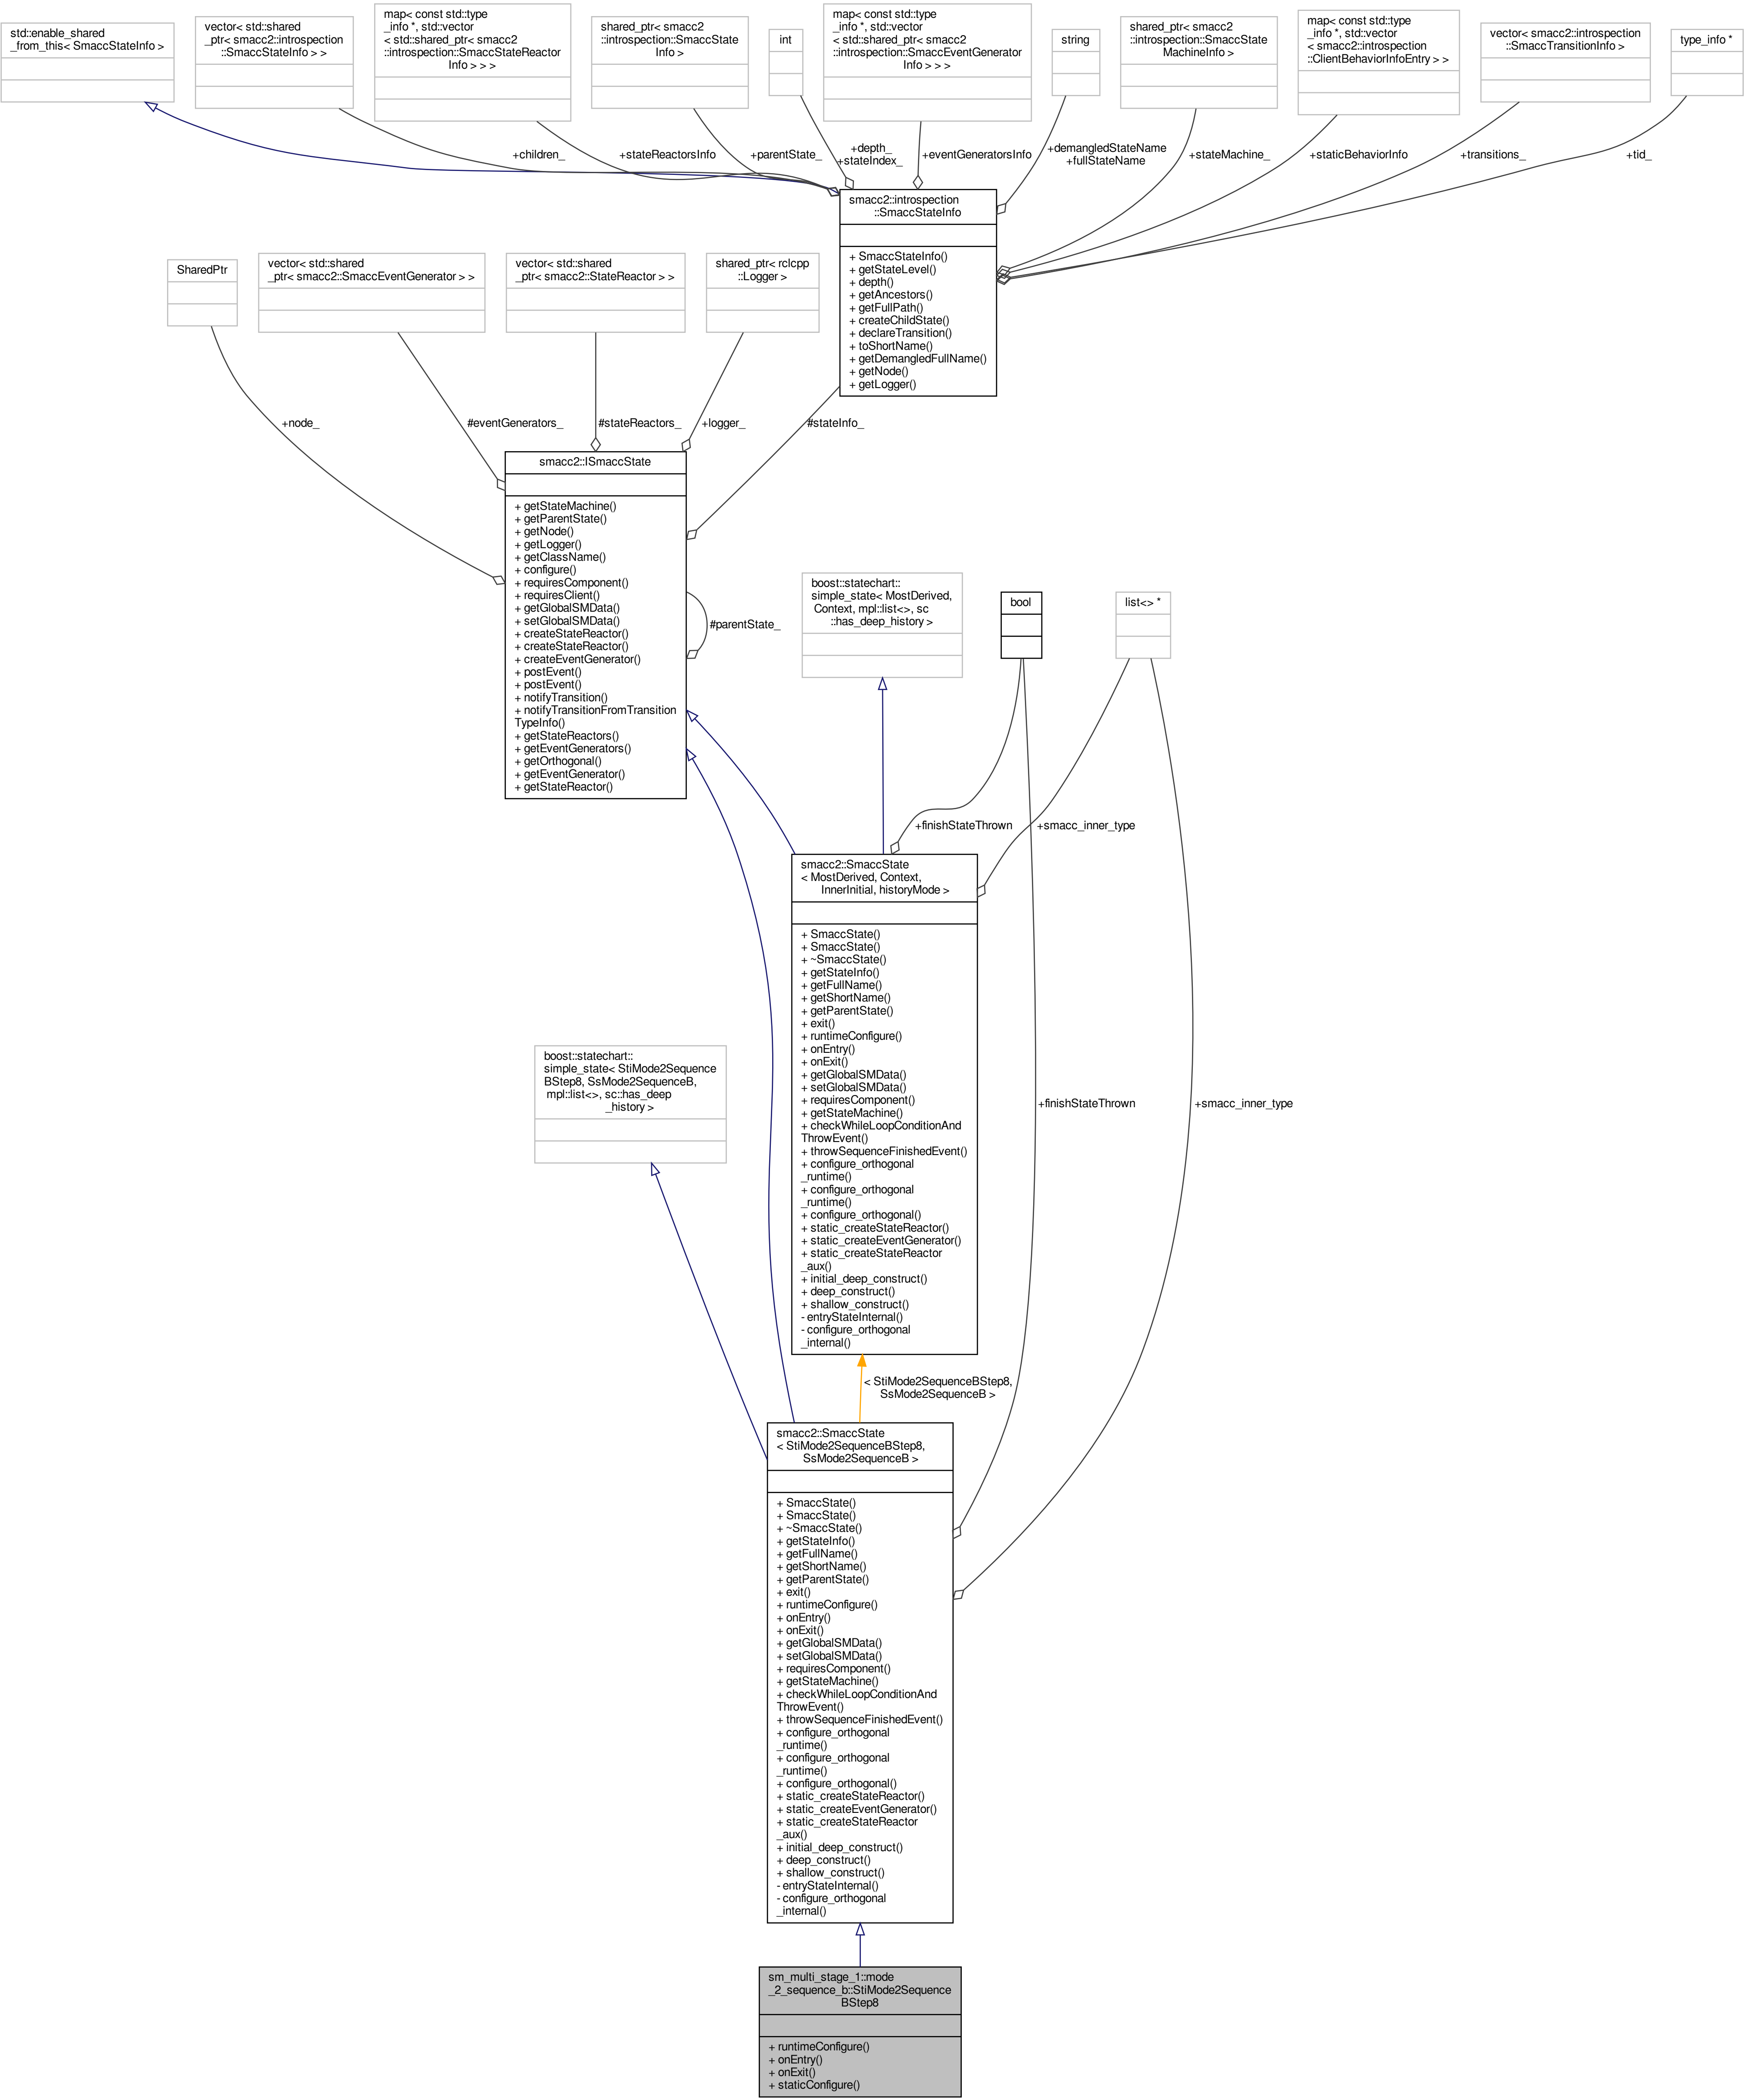 std::enable_shared
_from_this< SmaccStateInfo >
vector< std::shared
_ptr< smacc2::introspection
::SmaccStateInfo > >
map< const std::type
_info *, std::vector
< std::shared_ptr< smacc2
::introspection::SmaccStateReactor
Info > > >
shared_ptr< smacc2
::introspection::SmaccState
Info >
int
map< const std::type
_info *, std::vector
< std::shared_ptr< smacc2
::introspection::SmaccEventGenerator
Info > > >
string
shared_ptr< smacc2
::introspection::SmaccState
MachineInfo >
map< const std::type
_info *, std::vector
< smacc2::introspection
::ClientBehaviorInfoEntry > >
vector< smacc2::introspection
::SmaccTransitionInfo >
type_info *
+children_
+stateReactorsInfo
+parentState_
+depth_
+stateIndex_
+eventGeneratorsInfo
+demangledStateName
+fullStateName
+stateMachine_
+staticBehaviorInfo
+transitions_
+tid_
smacc2::introspection
::SmaccStateInfo
+ SmaccStateInfo()
+ getStateLevel()
+ depth()
+ getAncestors()
+ getFullPath()
+ createChildState()
+ declareTransition()
+ toShortName()
+ getDemangledFullName()
+ getNode()
+ getLogger()
SharedPtr
vector< std::shared
_ptr< smacc2::SmaccEventGenerator > >
vector< std::shared
_ptr< smacc2::StateReactor > >
shared_ptr< rclcpp
::Logger >
+node_
#eventGenerators_
#stateReactors_
+logger_
#stateInfo_
smacc2::ISmaccState
+ getStateMachine()
+ getParentState()
+ getNode()
+ getLogger()
+ getClassName()
+ configure()
+ requiresComponent()
+ requiresClient()
+ getGlobalSMData()
+ setGlobalSMData()
+ createStateReactor()
+ createStateReactor()
+ createEventGenerator()
+ postEvent()
+ postEvent()
+ notifyTransition()
+ notifyTransitionFromTransition
TypeInfo()
+ getStateReactors()
+ getEventGenerators()
+ getOrthogonal()
+ getEventGenerator()
+ getStateReactor()
#parentState_
boost::statechart::
simple_state< MostDerived,
Context, mpl::list<>, sc
::has_deep_history >
bool
list<> *
+finishStateThrown
+smacc_inner_type
smacc2::SmaccState
< MostDerived, Context,
InnerInitial, historyMode >
+ SmaccState()
+ SmaccState()
+ ~SmaccState()
+ getStateInfo()
+ getFullName()
+ getShortName()
+ getParentState()
+ exit()
+ runtimeConfigure()
+ onEntry()
+ onExit()
+ getGlobalSMData()
+ setGlobalSMData()
+ requiresComponent()
+ getStateMachine()
+ checkWhileLoopConditionAnd
ThrowEvent()
+ throwSequenceFinishedEvent()
+ configure_orthogonal
_runtime()
+ configure_orthogonal
_runtime()
+ configure_orthogonal()
+ static_createStateReactor()
+ static_createEventGenerator()
+ static_createStateReactor
_aux()
+ initial_deep_construct()
+ deep_construct()
+ shallow_construct()
- entryStateInternal()
- configure_orthogonal
_internal()
boost::statechart::
simple_state< StiMode2Sequence
BStep8, SsMode2SequenceB,
mpl::list<>, sc::has_deep
_history >
+finishStateThrown
+smacc_inner_type
< StiMode2SequenceBStep8,
SsMode2SequenceB >
smacc2::SmaccState
< StiMode2SequenceBStep8,
SsMode2SequenceB >
+ SmaccState()
+ SmaccState()
+ ~SmaccState()
+ getStateInfo()
+ getFullName()
+ getShortName()
+ getParentState()
+ exit()
+ runtimeConfigure()
+ onEntry()
+ onExit()
+ getGlobalSMData()
+ setGlobalSMData()
+ requiresComponent()
+ getStateMachine()
+ checkWhileLoopConditionAnd
ThrowEvent()
+ throwSequenceFinishedEvent()
+ configure_orthogonal
_runtime()
+ configure_orthogonal
_runtime()
+ configure_orthogonal()
+ static_createStateReactor()
+ static_createEventGenerator()
+ static_createStateReactor
_aux()
+ initial_deep_construct()
+ deep_construct()
+ shallow_construct()
- entryStateInternal()
- configure_orthogonal
_internal()
sm_multi_stage_1::mode
_2_sequence_b::StiMode2Sequence
BStep8
+ runtimeConfigure()
+ onEntry()
+ onExit()
+ staticConfigure()